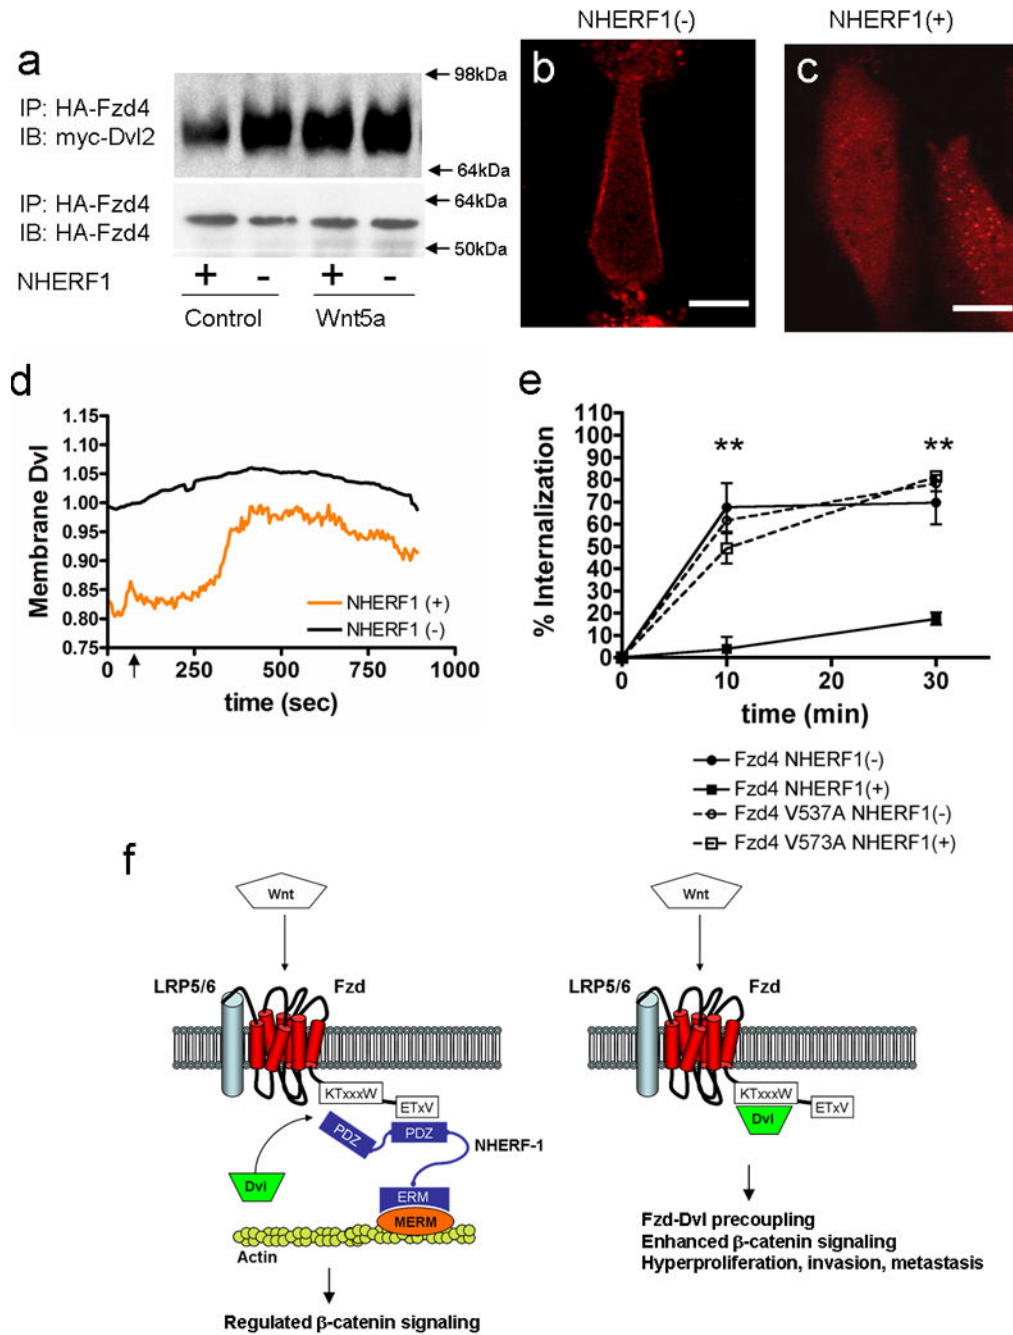 NHERF1(-)
NHERF1(+)
a
b
c
IP: HA-Fzd4
IB: myc-Dvl2
98kDa
64kDa
IP: HA-Fzd4
IB: HA-Fzd4
64kDa
50kDa
NHERF1
+ - + -
Control Wnt5a
d
Membrane Dvl
1.15
1.10
1.05
1.00
0.95
0.90
0.85
0.80
0.75
NHERF1 (+)
NHERF1 (-)
0 250 500 750 1000
time (sec)
e
% Internalization
110
100
90
80
70
60
50
40
30
20
10
0
** **
0 10 20 30
time (min)
Fzd4 NHERF1(-)
Fzd4 NHERF1(+)
Fzd4 V537A NHERF1(-)
Fzd4 V573A NHERF1(+)
f
Wnt
LRP5/6
Fzd
KTxxxW
ETxV
PDZ
PDZ
NHERF-1
Dvl
ERM
MERM
Actin
Regulated β-catenin signaling
Wnt
LRP5/6
Fzd
KTxxxW
ETxV
Dvl
Fzd-Dvl precoupling
Enhanced β-catenin signaling
Hyperproliferation, invasion, metastasis